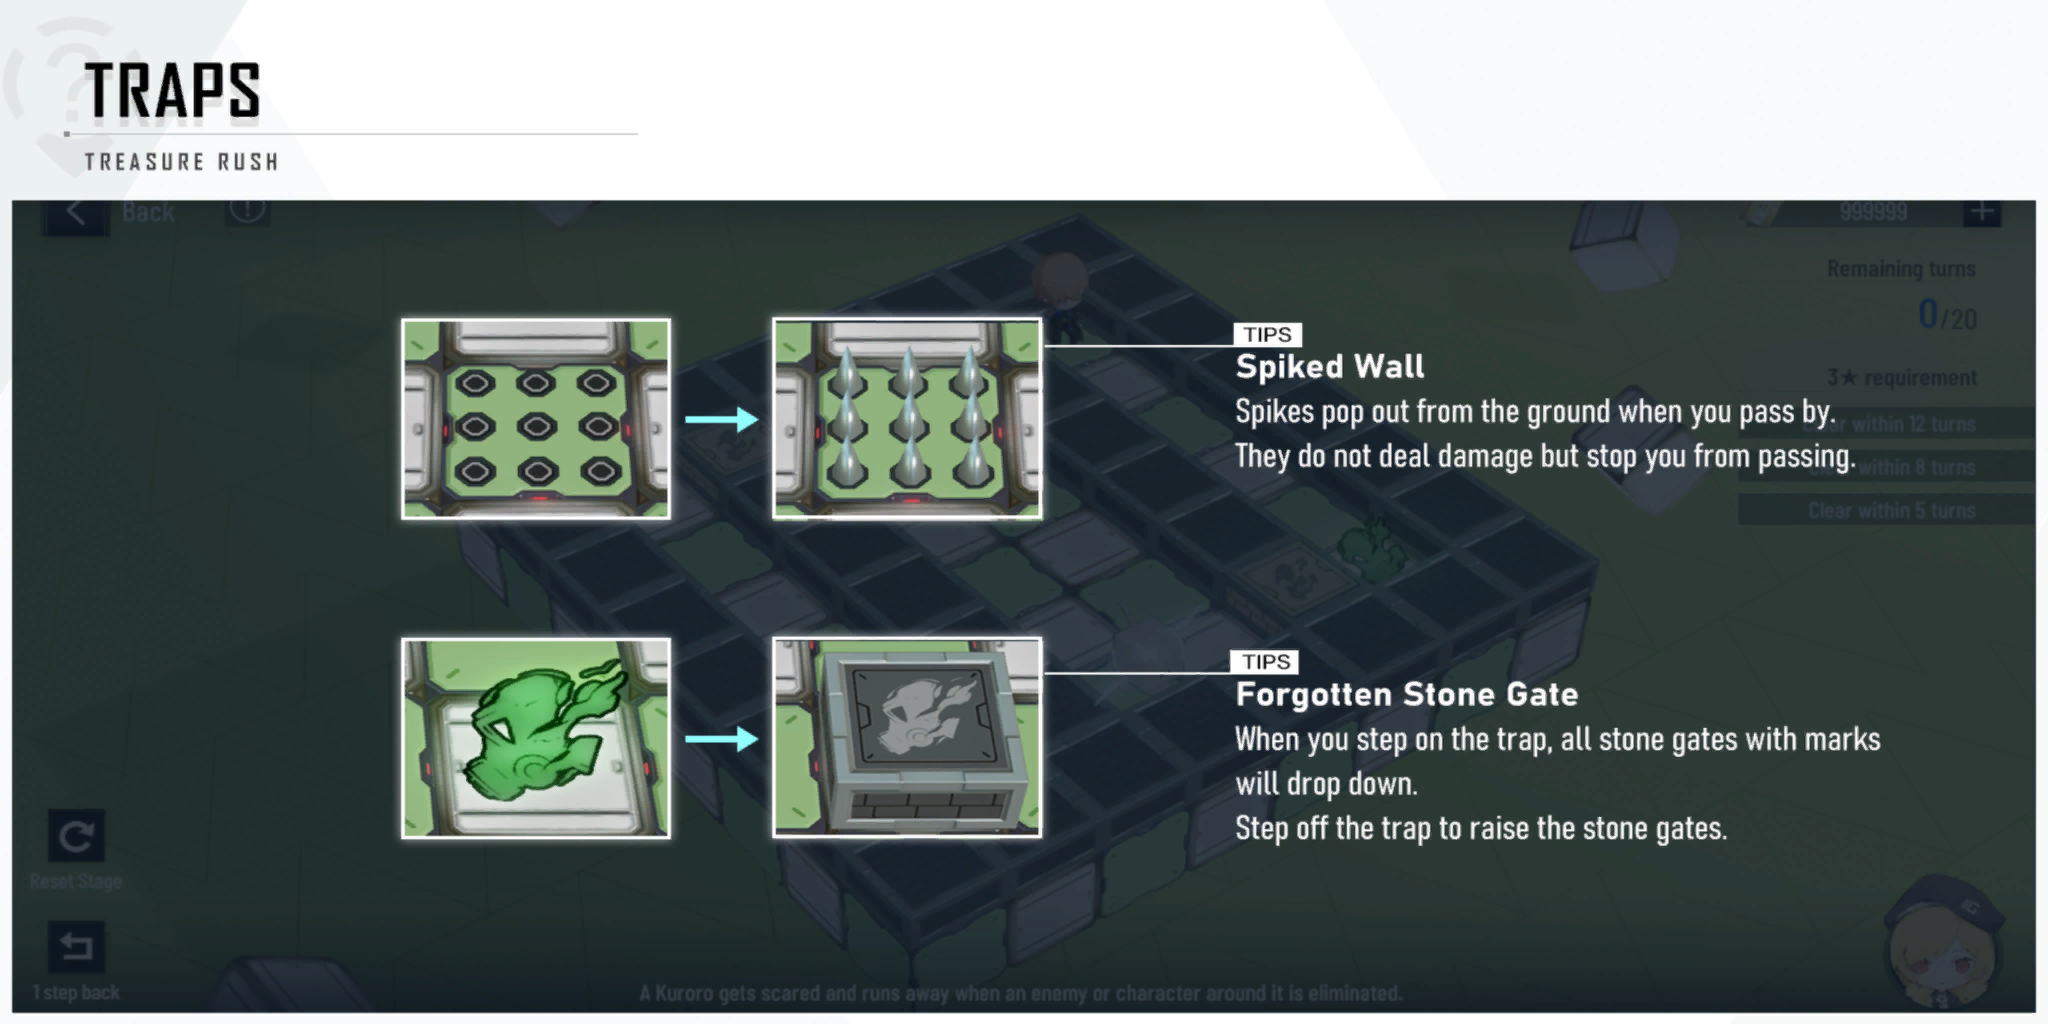 TRAPS
TREASURE RUSH
Back
999999
Remaining turns
0/20
3★ requirement
TIPS
Spiked Wall
Spikes pop out from the ground when you pass by.
They do not deal damage but stop you from passing.
within 12 turns
within 8 turns
Clear within 5 turns
TIPS
Forgotten Stone Gate
When you step on the trap, all stone gates with marks
will drop down.
Step off the trap to raise the stone gates.
Reset Stage
1 step back
A Kuroro gets scared and runs away when an enemy or character around it is eliminated.